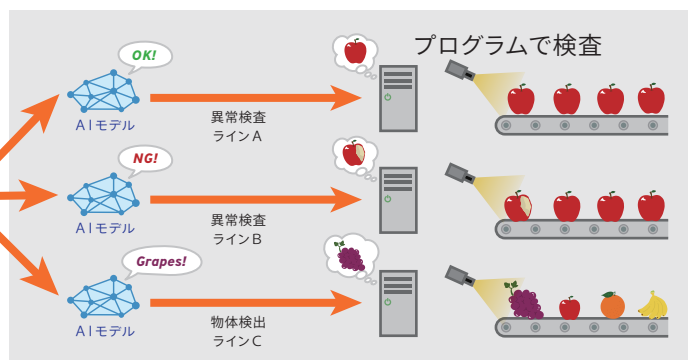 プログラムで検査
OK!
AIモデル
異常検査
ラインA
NG!
AIモデル
異常検査
ラインB
Grapes!
AIモデル
物体検出
ラインC